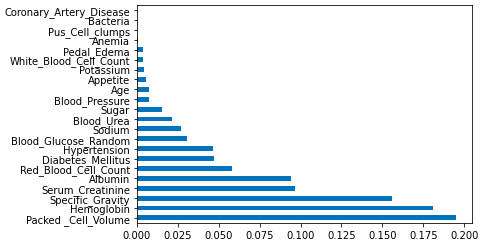 Coronary_Artery_Disease
Bacteria
Pus_Cell_clumps
Anemia
Pedal_Edema
White_Blood_Cell_Count
Potassium
Appetite
Age
Blood_Pressure
Sugar
Blood_Urea
Sodium
Blood_Glucose_Random
Hypertension
Diabetes_Mellitus
Red_Blood_Cell_Count
Albumin
Serum_Creatinine
Specific_Gravity
Hemoglobin
Packed _Cell_Volume
0.000 0.025 0.050 0.075 0.100 0.125 0.150 0.175 0.200